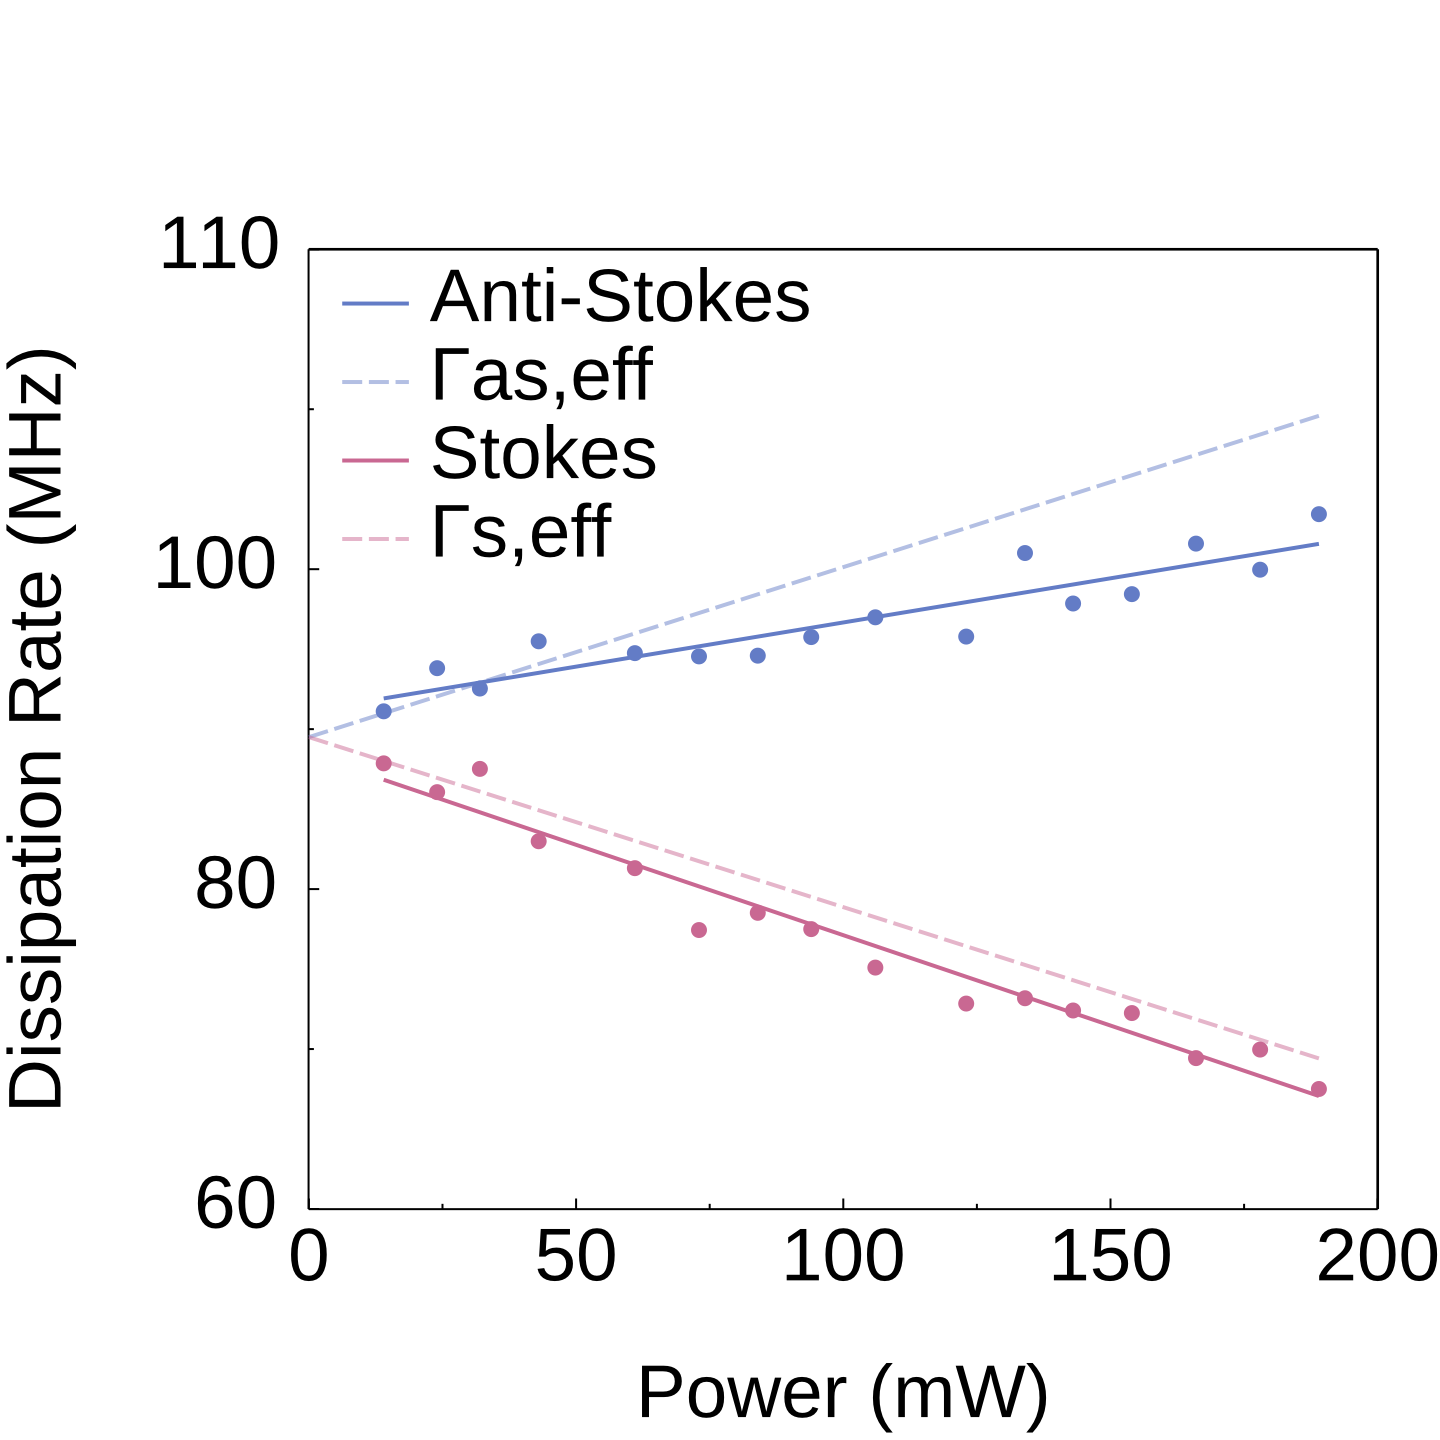 110
100
80
60
Dissipation Rate (MHz)
Anti-Stokes
Γas,eff
Stokes
Γs,eff
0 50 100 150 200
Power (mW)